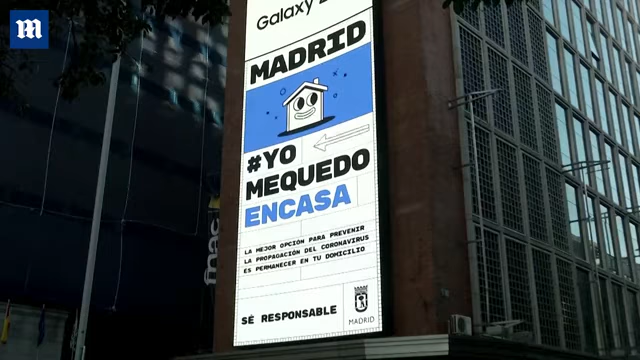 M
Galaxy
MADRID
#YO
MEQUEDO
ENCASA
LA MEJOR OPCIÓN PARA PREVENIR
LA PROPAGACIÓN DEL CORONAVIRUS
ES PERMANECER EN TU DOMICILIO
SÉ RESPONSABLE
MADRID